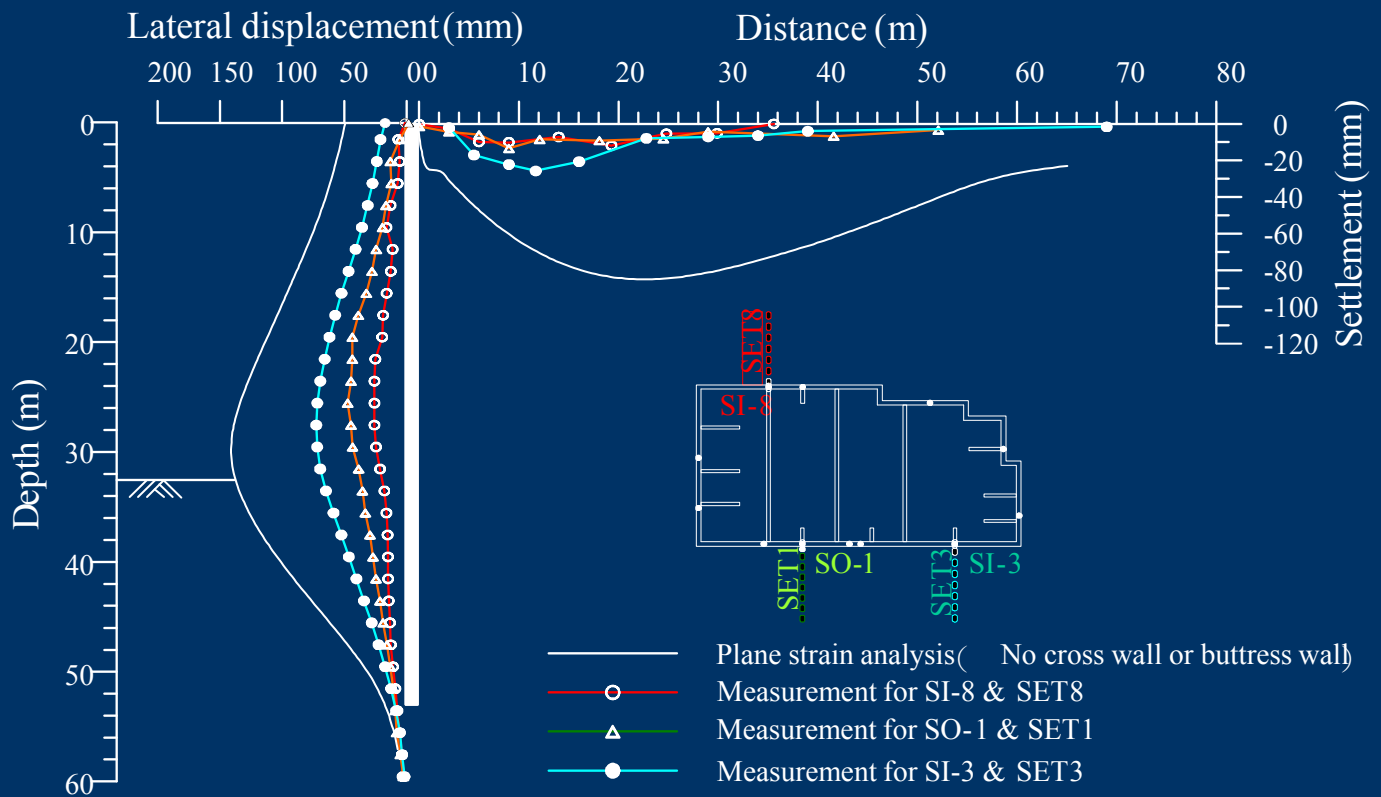 Lateral displacement (mm) Distance (m)
200 150 100 50 00 10 20 30 40 50 60 70 80
0
10
20
30
40
50
60
Depth (m)
0
-20
-40
-60
-80
-100
-120
Settlement (mm)
SET8
SI-8
SET1
SO-1
SET3
SI-3
Plane strain analysis( No cross wall or buttress wall)
Measurement for SI-8 & SET8
Measurement for SO-1 & SET1
Measurement for SI-3 & SET3